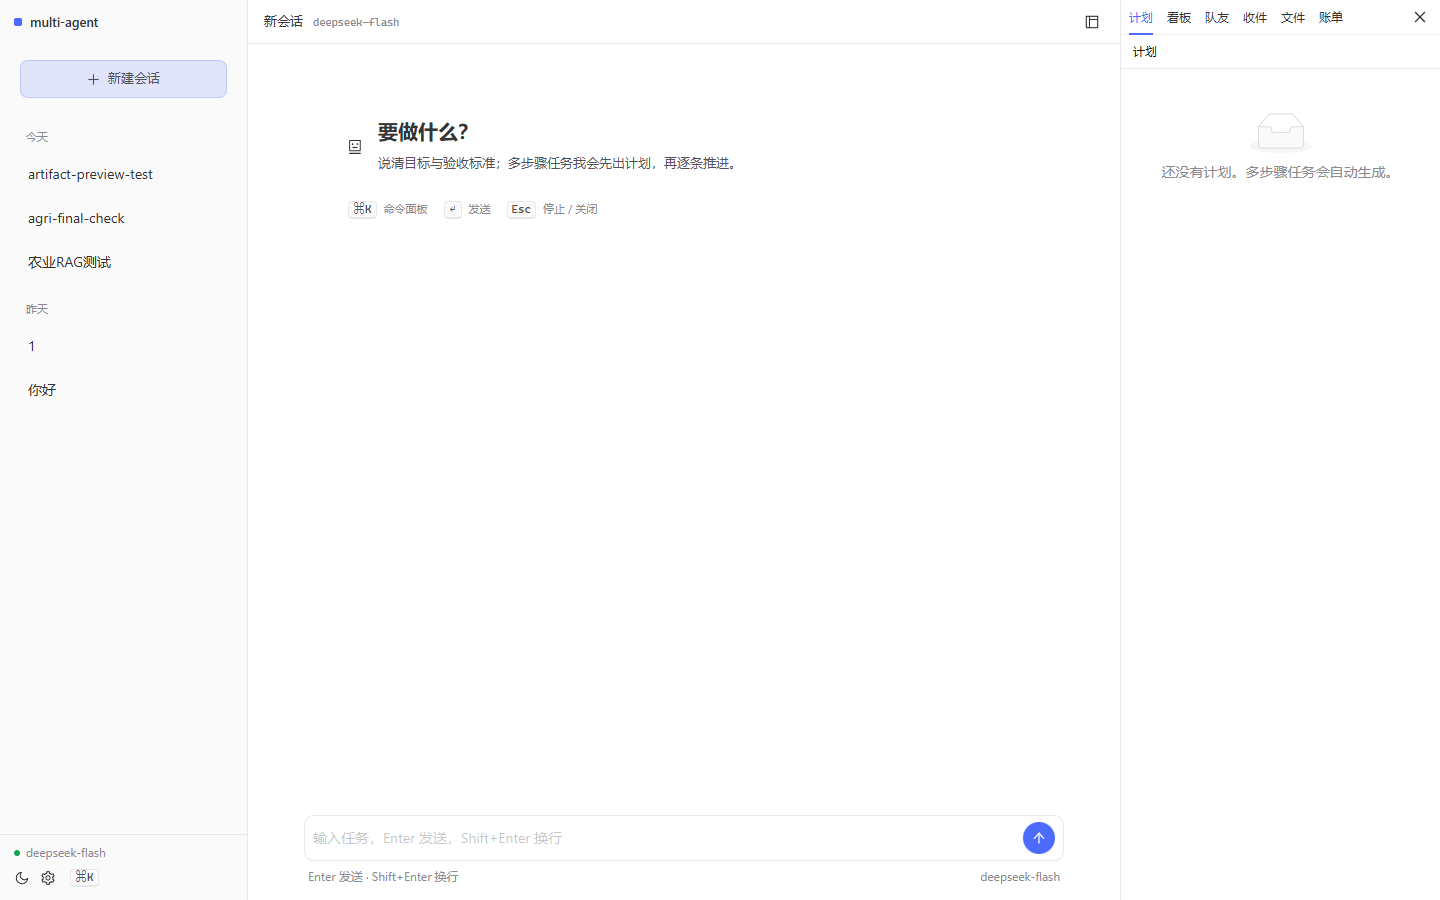 multi-agent
新建会话
今天
artifact-preview-test
agri-final-check
农业RAG测试
昨天
1
你好
deepseek-flash
⌘K
新会话 deepseek-flash
要做什么？
说清目标与验收标准；多步骤任务我会先出计划，再逐条推进。
⌘K 命令面板 ↵ 发送 Esc 停止 / 关闭
输入任务，Enter 发送，Shift+Enter 换行
Enter 发送 · Shift+Enter 换行 deepseek-flash
计划 看板 队友 收件 文件 账单
计划
还没有计划。多步骤任务会自动生成。